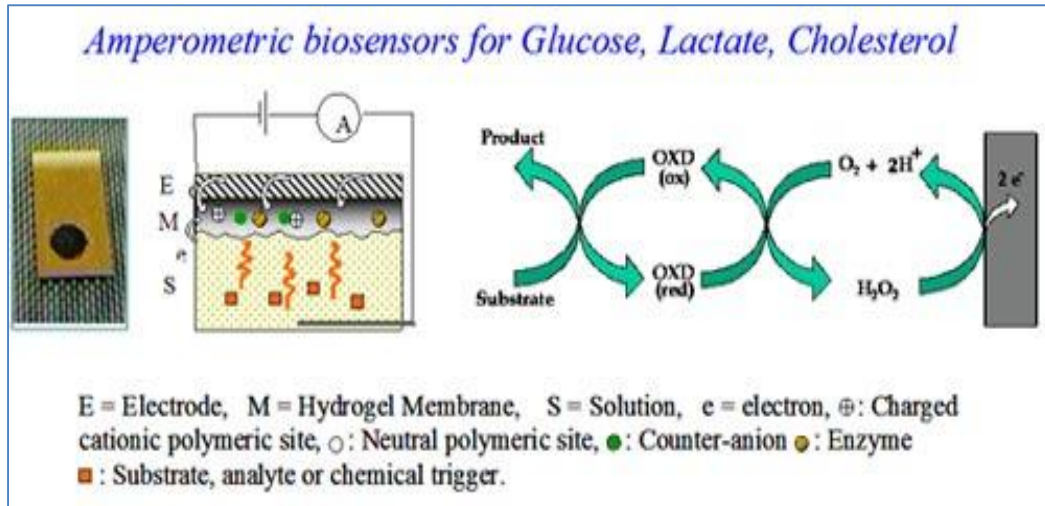 Amperometric biosensors for Glucose, Lactate, Cholesterol
A
E
M
e
S
Product
OXD
(ox)
O₂ + 2H⁺
2 e⁻
Substrate
OXD
(red)
H₂O₂
E = Electrode, M = Hydrogel Membrane, S = Solution, e = electron, ⊕: Charged
cationic polymeric site, ○: Neutral polymeric site, ●: Counter-anion ●: Enzyme
■: Substrate, analyte or chemical trigger.